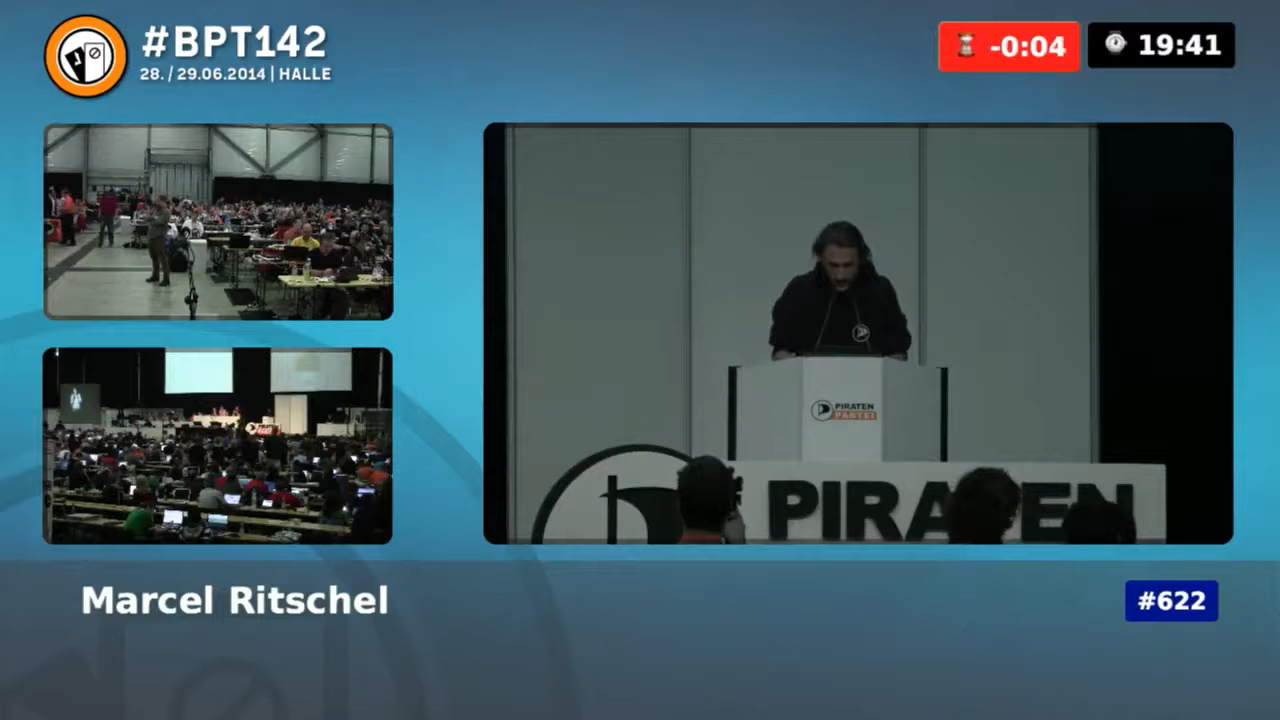 #BPT142
28. / 29.06.2014 | HALLE
-0:04
19:41
PIRATEN
PARTEI
PIRATEN
Marcel Ritschel
#622